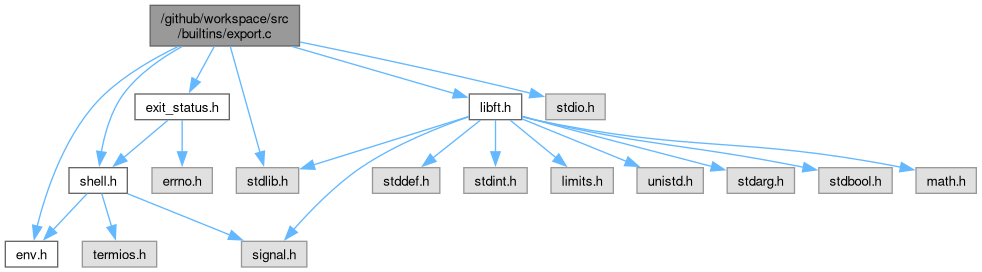 /github/workspace/src
/builtins/export.c
exit_status.h
libft.h
stdio.h
shell.h
errno.h
stdlib.h
stddef.h
stdint.h
limits.h
unistd.h
stdarg.h
stdbool.h
math.h
env.h
termios.h
signal.h